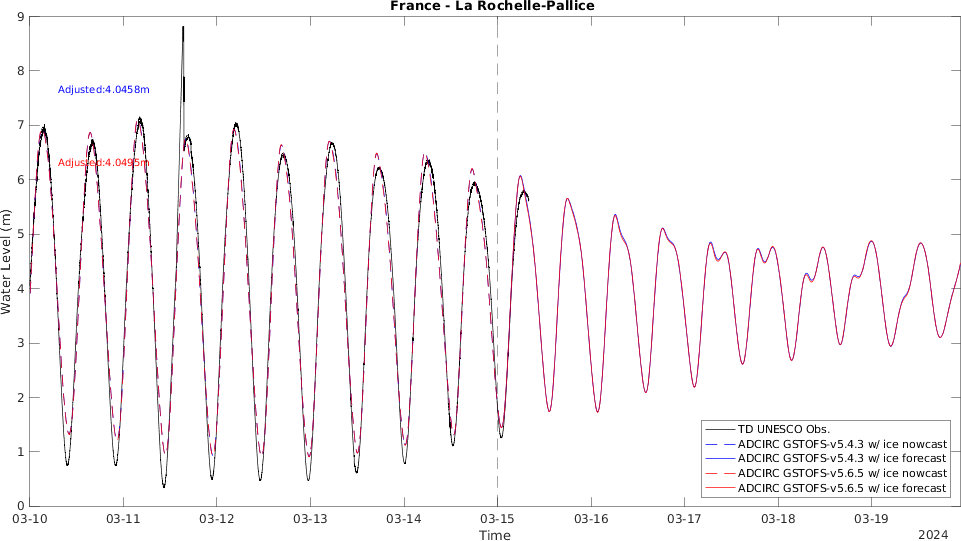 France - La Rochelle-Pallice
9
8
7
6
5
4
3
2
1
0
Water Level (m)
Adjusted:4.0458m
Adjusted:4.0495m
TD UNESCO Obs.
ADCIRC GSTOFS-v5.4.3 w/ ice nowcast
ADCIRC GSTOFS-v5.4.3 w/ ice forecast
ADCIRC GSTOFS-v5.6.5 w/ ice nowcast
ADCIRC GSTOFS-v5.6.5 w/ ice forecast
03-10 03-11 03-12 03-13 03-14 03-15 03-16 03-17 03-18 03-19
Time
2024